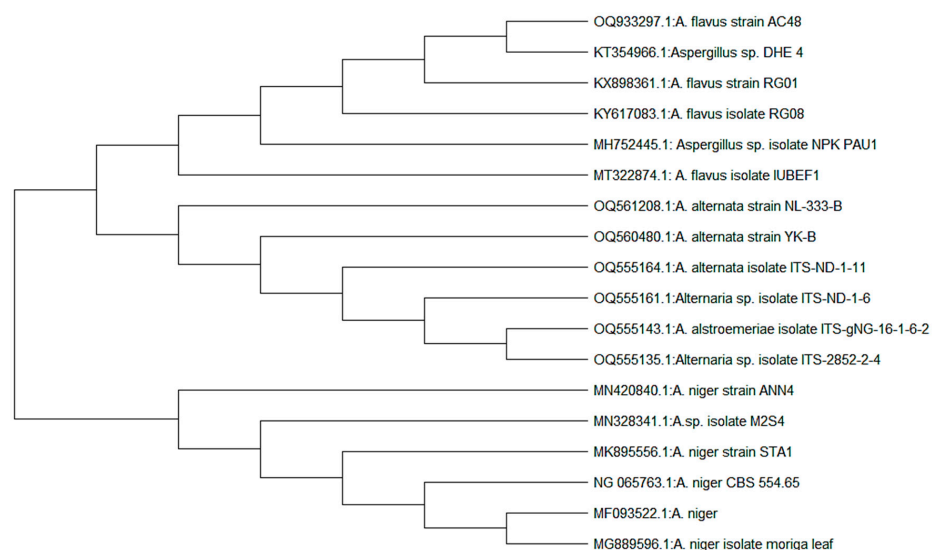 OQ933297.1:A. flavus strain AC48
KT354966.1:Aspergillus sp. DHE 4
KX898361.1:A. flavus strain RG01
KY617083.1:A. flavus isolate RG08
MH752445.1: Aspergillus sp. isolate NPK PAU1
MT322874.1: A. flavus isolate IUBEF1
OQ561208.1:A. alternata strain NL-333-B
OQ560480.1:A. alternata strain YK-B
OQ555164.1:A. alternata isolate ITS-ND-1-11
OQ555161.1:Alternaria sp. isolate ITS-ND-1-6
OQ555143.1:A. alstroemeriae isolate ITS-gNG-16-1-6-2
OQ555135.1:Alternaria sp. isolate ITS-2852-2-4
MN420840.1:A. niger strain ANN4
MN328341.1:A.sp. isolate M2S4
MK895556.1:A. niger strain STA1
NG 065763.1:A. niger CBS 554.65
MF093522.1:A. niger
MG889596.1:A. niger isolate moriga leaf